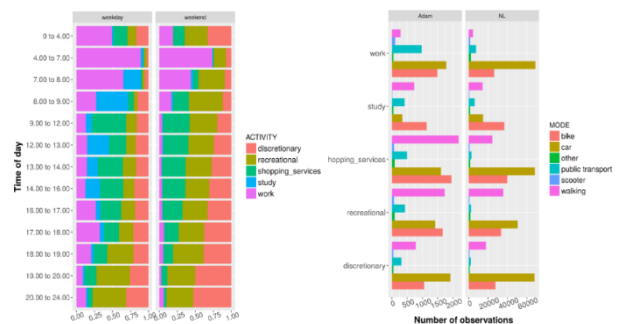 weekday weekend
0 to 4.00
4.00 to 7.00
7.00 to 8.00
8.00 to 9.00
9.00 to 12.00
12.00 to 13.00
13.00 to 14.00
14.00 to 16.00
16.00 to 17.00
17.00 to 18.00
18.00 to 19.00
19.00 to 20.00
20.00 to 24.00
Time of day
0.00 0.25 0.50 0.75 1.00 0.00 0.25 0.50 0.75 1.00
ACTIVITY
discretionary
recreational
shopping_services
study
work
Adam NL
work
study
hopping_services
recreational
discretionary
0 500 1000 1500 2000 0 20000 40000 60000
Number of observations
MODE
bike
car
other
public transport
scooter
walking